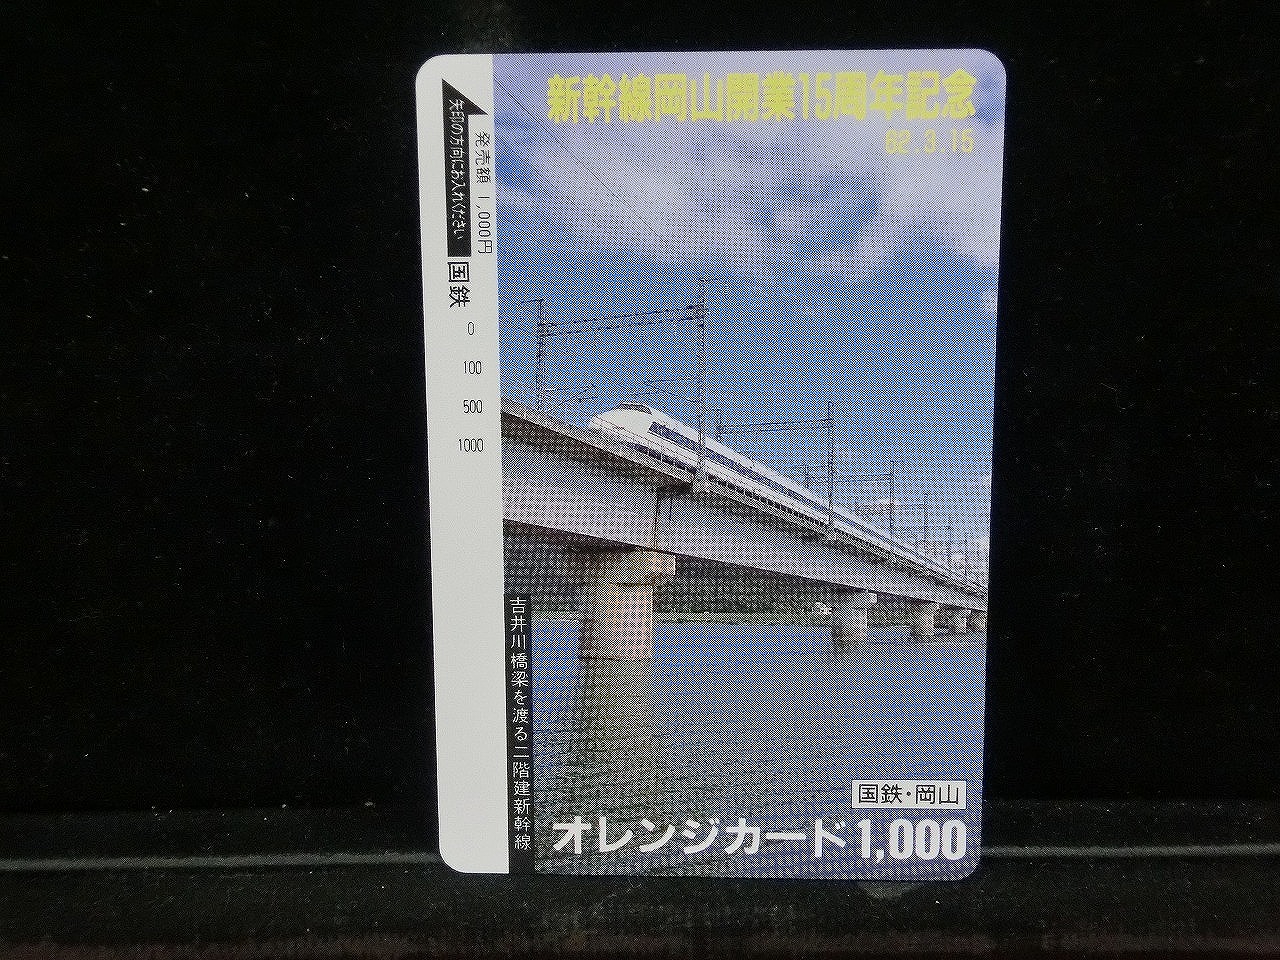 新幹線岡山開業15周年記念
62.3.15
矢印の方向にお入れください
発売額 1,000円
国鉄
0
100
500
1000
吉井川橋梁を渡る二階建新幹線
国鉄・岡山
オレンジカード1,000